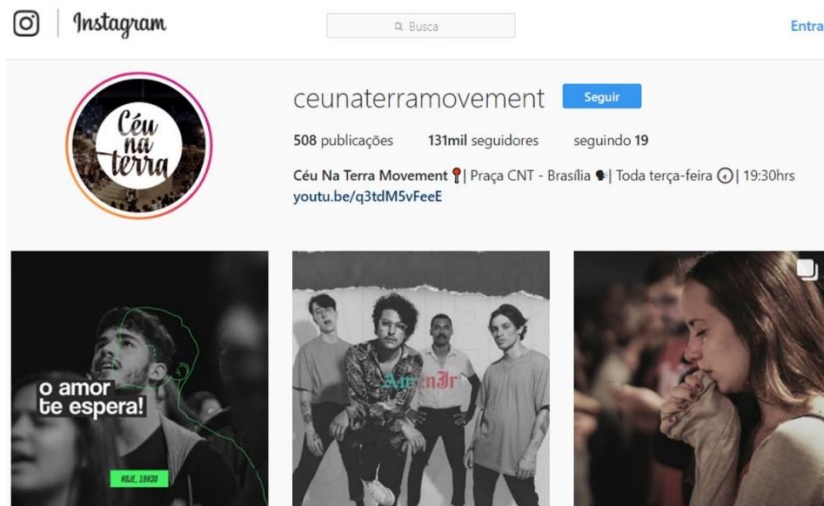 Instagram
Busca
Entra
Céu
na
terra
ceunaterramovement
Seguir
508 publicações 131mil seguidores seguindo 19
Céu Na Terra Movement | Praça CNT - Brasília | Toda terça-feira | 19:30hrs
youtu.be/q3tdM5vFeeE
o amor
te espera!
HOJE, 19H30